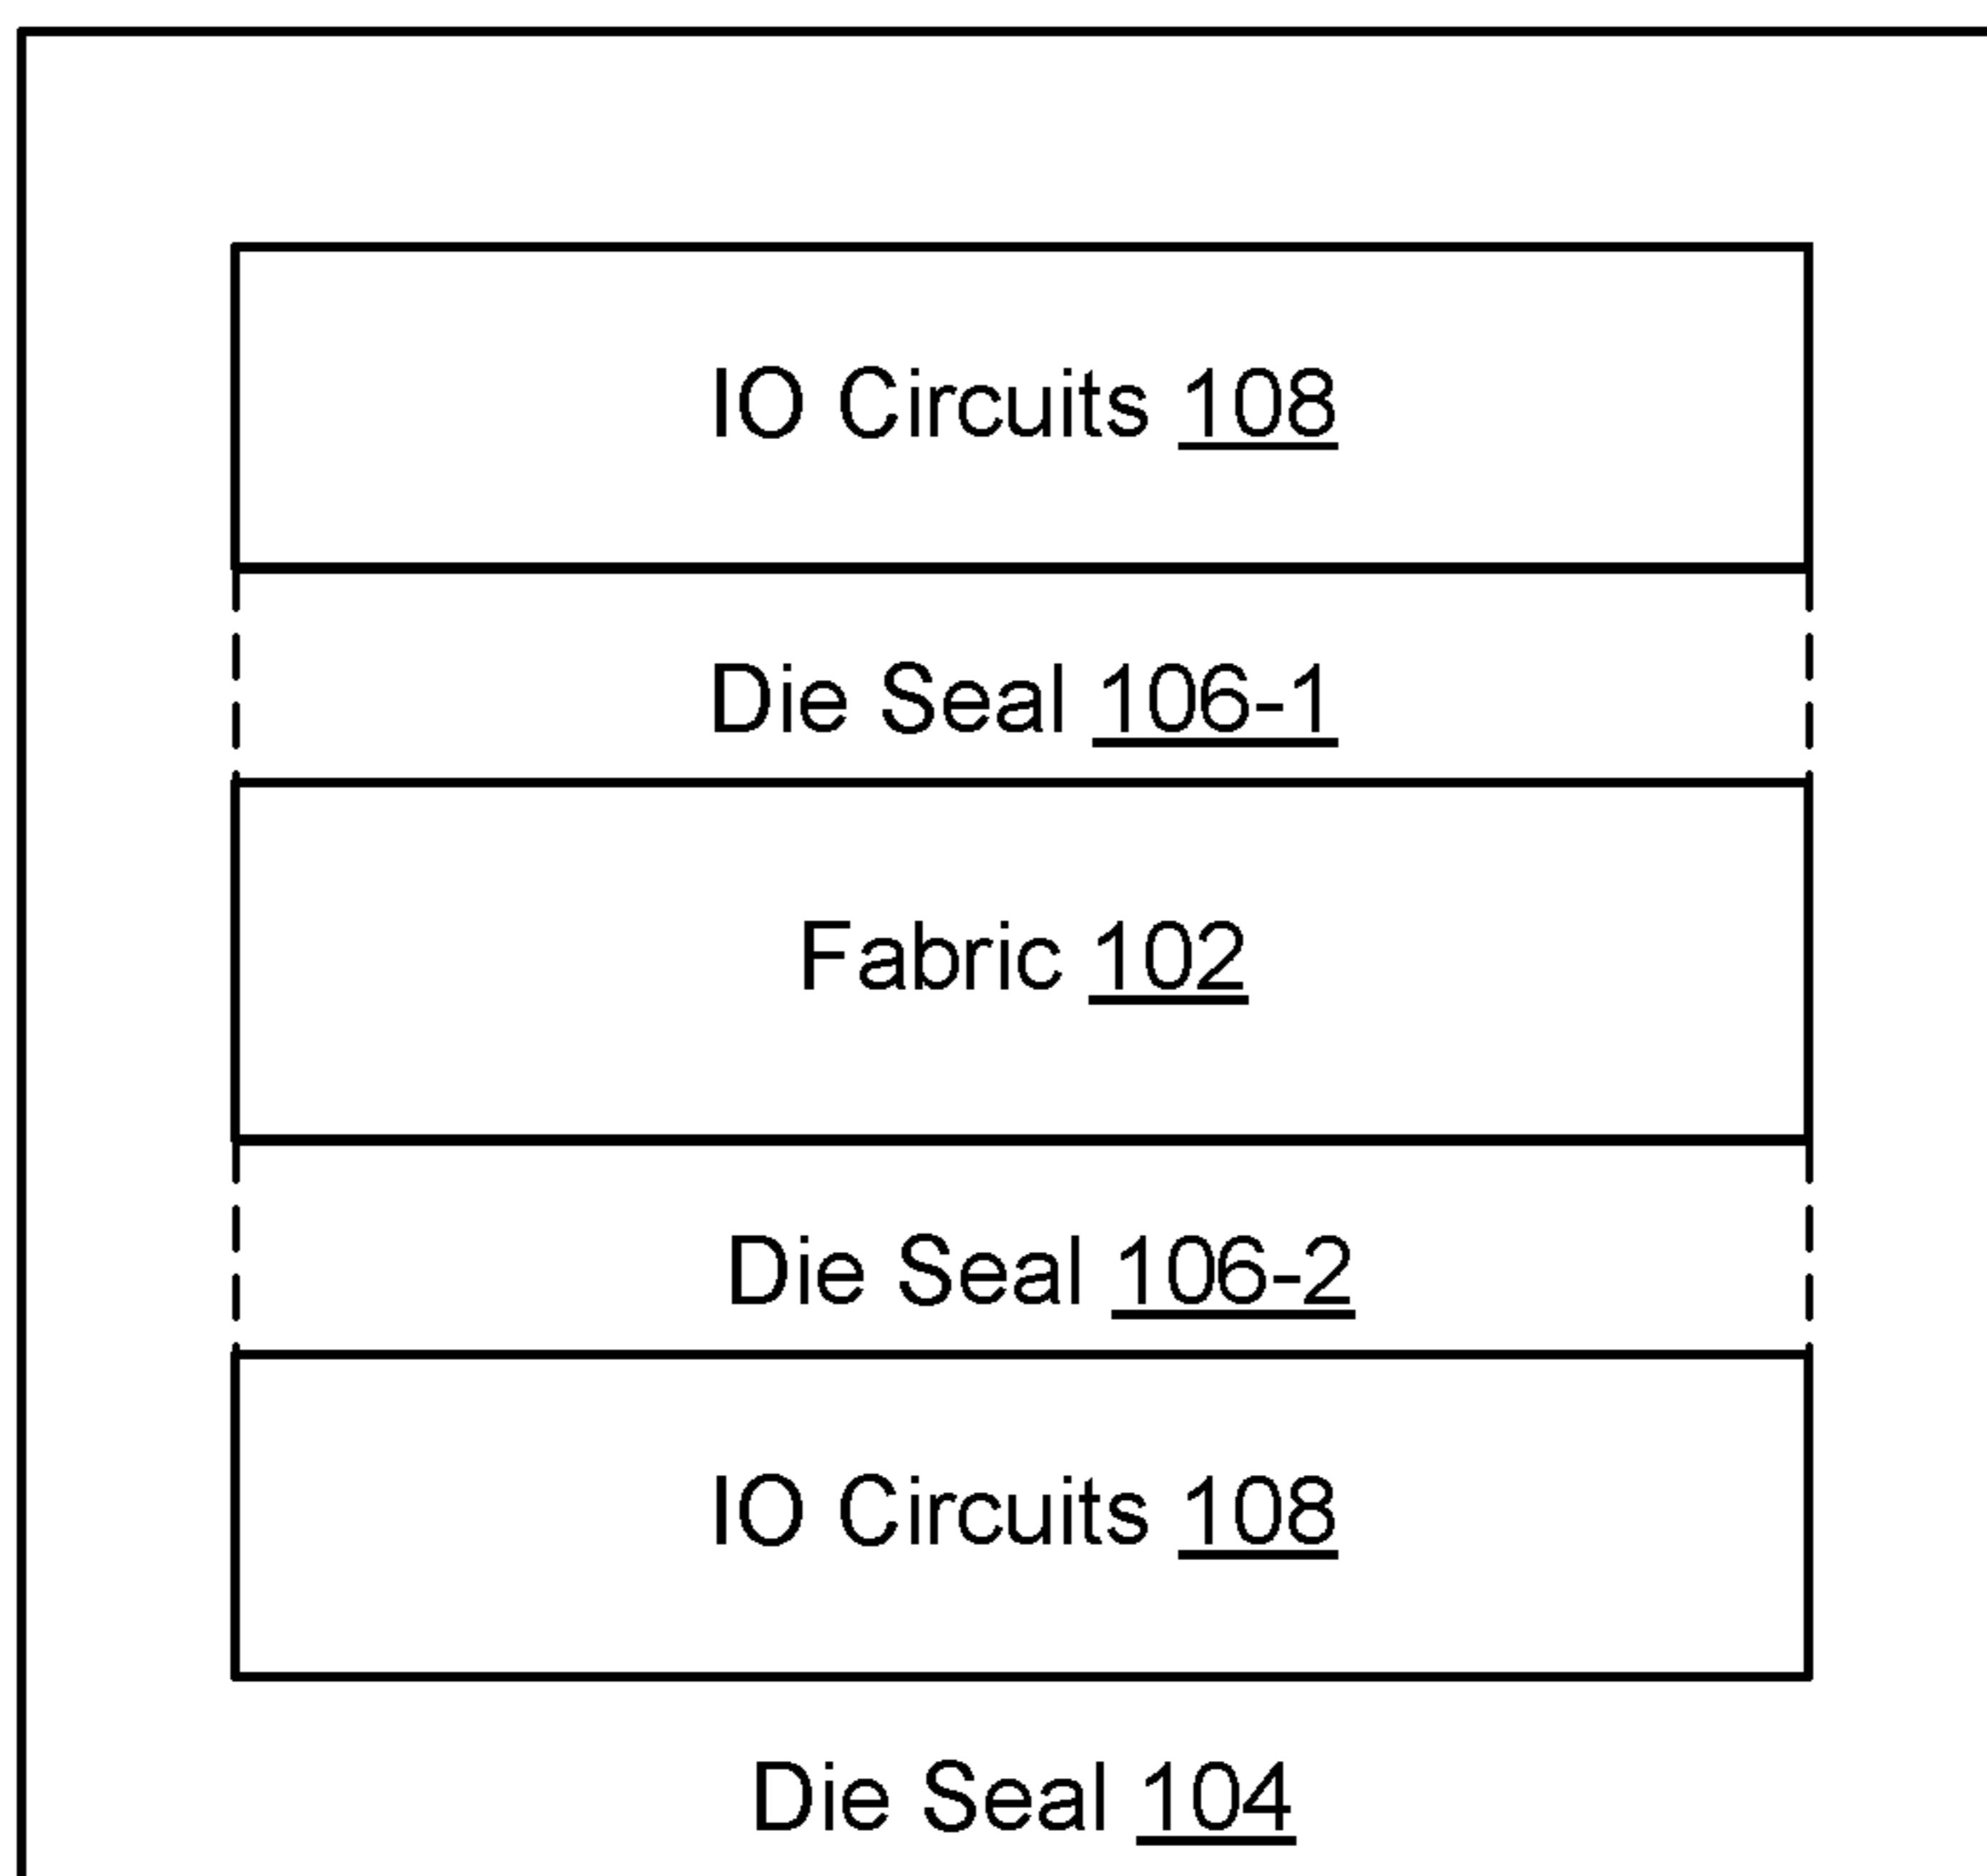 IO Circuits 108
Die Seal 106-1
Fabric 102
Die Seal 106-2
IO Circuits 108
Die Seal 104